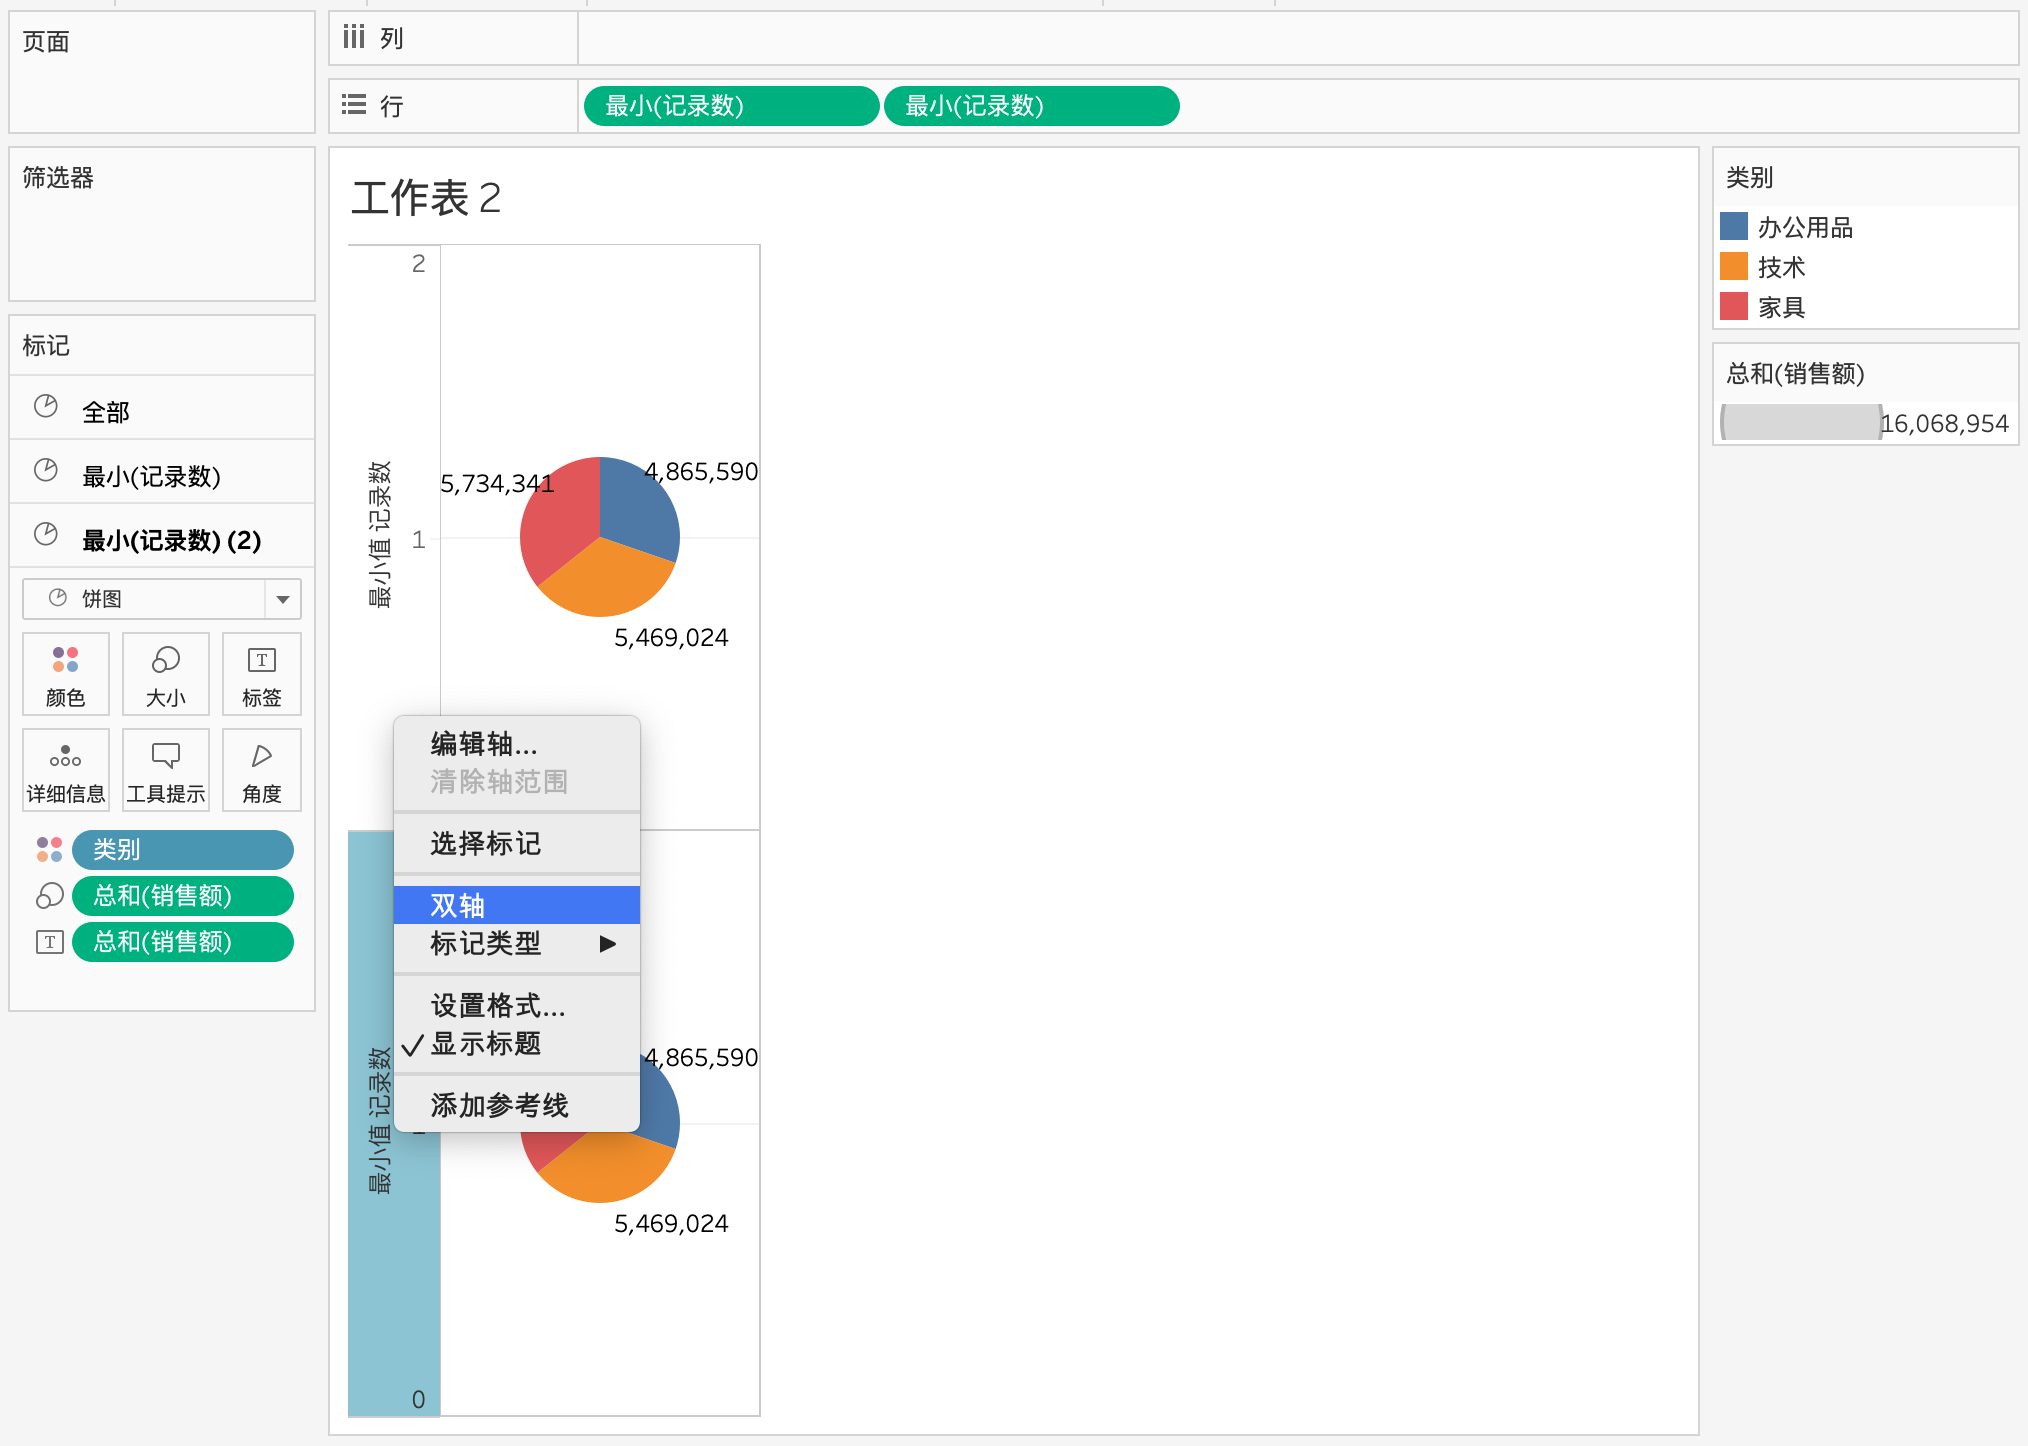 页面
列
行
最小(记录数)
最小(记录数)
筛选器
标记
全部
最小(记录数)
最小(记录数) (2)
饼图
颜色
大小
标签
T
详细信息
工具提示
角度
类别
总和(销售额)
T
总和(销售额)
工作表 2
2
最小值 记录数
1
5,734,341
4,865,590
5,469,024
编辑轴...
清除轴范围
选择标记
双轴
标记类型
设置格式...
显示标题
添加参考线
最小值 记录数
4,865,590
5,469,024
0
类别
办公用品
技术
家具
总和(销售额)
16,068,954